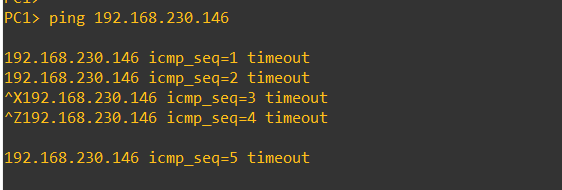 PC1>
PC1> ping 192.168.230.146
192.168.230.146 icmp_seq=1 timeout
192.168.230.146 icmp_seq=2 timeout
^X192.168.230.146 icmp_seq=3 timeout
^Z192.168.230.146 icmp_seq=4 timeout
192.168.230.146 icmp_seq=5 timeout